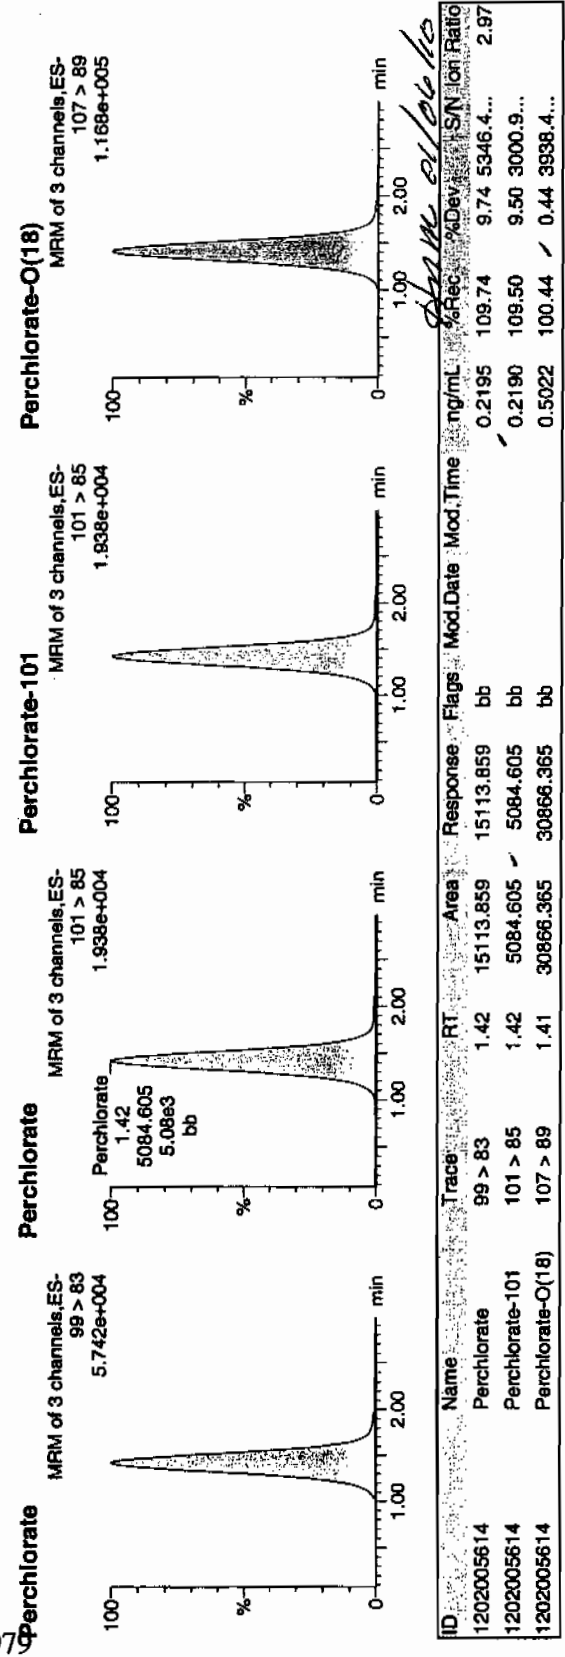 Perchlorate
MRM of 3 channels,ES-
99 > 83
5.742e+004
100
%
0
1.00
2.00
min
Perchlorate
MRM of 3 channels,ES-
101 > 85
1.938e+004
Perchlorate
1.42
5084.605
5.08e3
bb
100
%
0
1.00
2.00
min
Perchlorate-101
MRM of 3 channels,ES-
101 > 85
1.938e+004
100
%
0
1.00
2.00
min
Perchlorate-O(18)
MRM of 3 channels,ES-
107 > 89
1.168e+005
100
%
0
1.00
2.00
min
ID Name Trace RT Area Response Flags Mod.Date Mod.Time ng/mL %Rec %Dev S/N Ion Ratio
1202005614 Perchlorate 99 > 83 1.42 15113.859 15113.859 bb 0.2195 109.74 9.74 5346.4... 2.97
1202005614 Perchlorate-101 101 > 85 1.42 5084.605 5084.605 bb 0.2190 109.50 9.50 3000.9...
1202005614 Perchlorate-O(18) 107 > 89 1.41 30866.365 30866.365 bb 0.5022 100.44 0.44 3938.4...